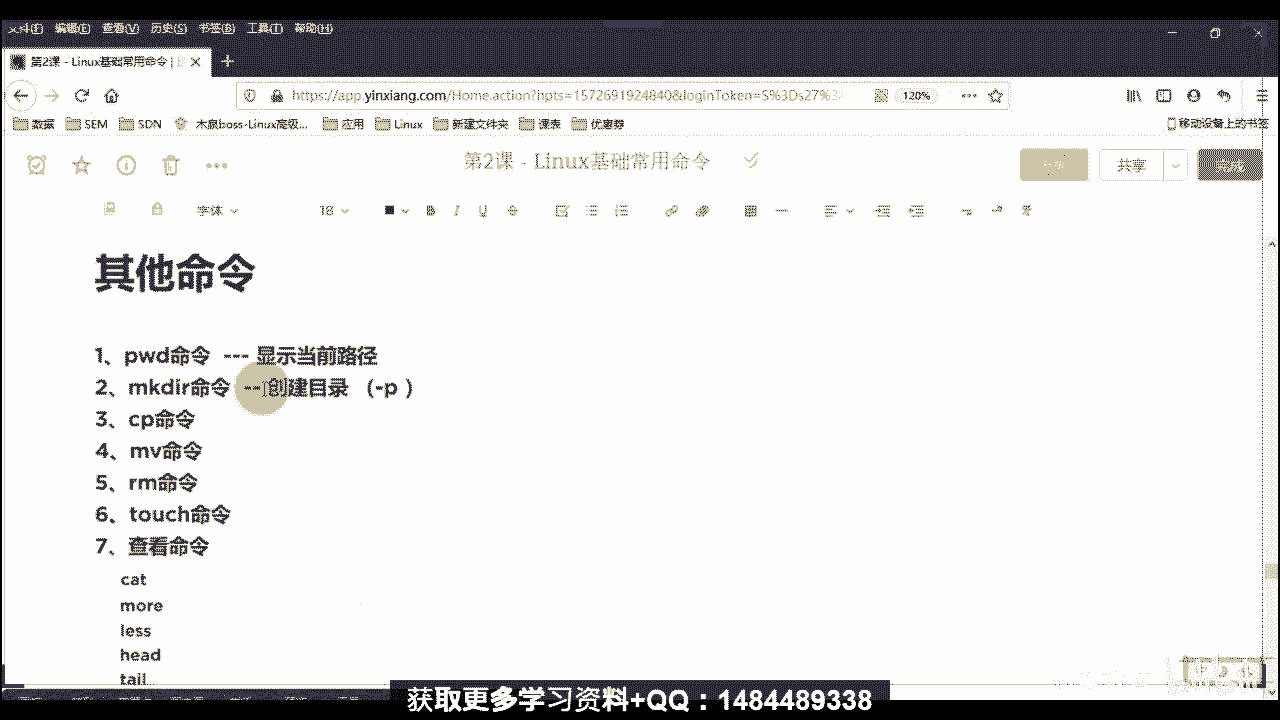 文件(F) 编辑(E) 查看(V) 历史(S) 书签(B) 工具(T) 帮助(H)
第2课 - Linux基础常用命令 |
https://app.yinxiang.com/Home.action?npts=1572691924840&loginToken=S%3Ds27%3 120%
数据 SEM SDN 木泉boss-Linux高级... 应用 Linux 新建文件夹 课表 优惠券 移动设备上的书签
第2课 - Linux基础常用命令
共享
字体 18 B I U
其他命令
1、pwd命令 --- 显示当前路径
2、mkdir命令 -- 创建目录 （-p ）
3、cp命令
4、mv命令
5、rm命令
6、touch命令
7、查看命令
cat
more
less
head
tail
获取更多学习资料+QQ：1484489338